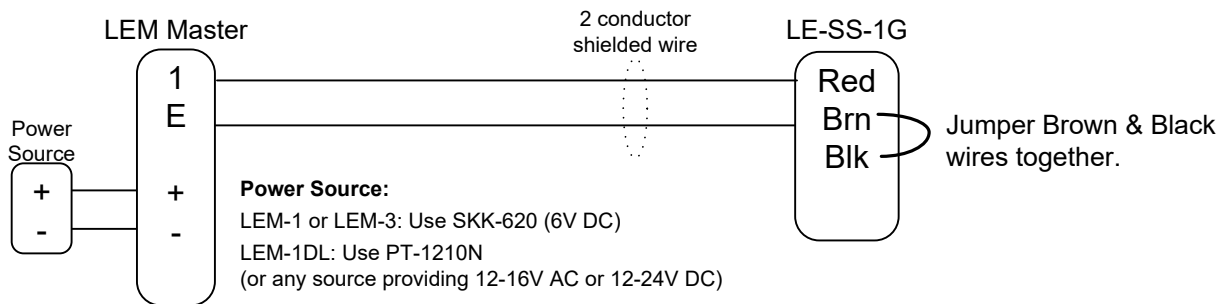 LEM Master
2 conductor
shielded wire
LE-SS-1G
1
E
+
-
Power
Source
+
-
Red
Brn
Blk
Jumper Brown & Black
wires together.
Power Source:
LEM-1 or LEM-3: Use SKK-620 (6V DC)
LEM-1DL: Use PT-1210N
(or any source providing 12-16V AC or 12-24V DC)